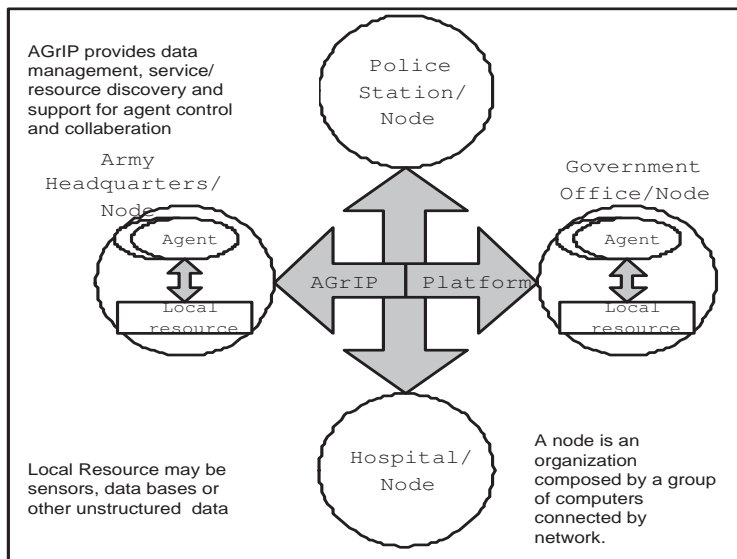 AGrIP provides data
management, service/
resource discovery and
support for agent control
and collaberation
Police
Station/
Node
Army
Headquarters/
Node
Government
Office/Node
Agent
Local
resource
AGrIP Platform
Agent
Local
resource
Hospital/
Node
Local Resource may be
sensors, data bases or
other unstructured data
A node is an
organization
composed by a group
of computers
connected by
network.